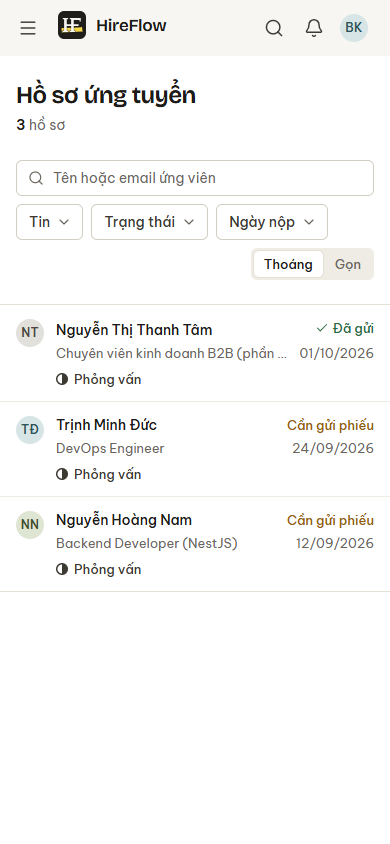 HF HireFlow BK
Hồ sơ ứng tuyển
3 hồ sơ
Tên hoặc email ứng viên
Tin Trạng thái Ngày nộp
Thoáng Gọn
NT Nguyễn Thị Thanh Tâm Đã gửi
Chuyên viên kinh doanh B2B (phần ... 01/10/2026
Phỏng vấn
TĐ Trịnh Minh Đức Cần gửi phiếu
DevOps Engineer 24/09/2026
Phỏng vấn
NN Nguyễn Hoàng Nam Cần gửi phiếu
Backend Developer (NestJS) 12/09/2026
Phỏng vấn